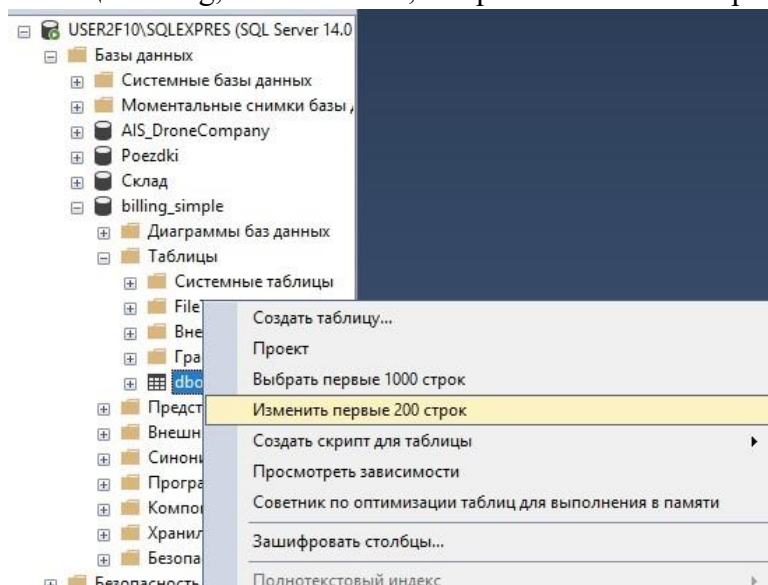 USER2F10\SQLEXPRES (SQL Server 14.0
Базы данных
Системные базы данных
Моментальные снимки базы
AIS_DroneCompany
Poezdki
Склад
billing_simple
Диаграммы баз данных
Таблицы
Системные таблицы
File
Вне
Гра
dbo
Предст
Внешн
Синони
Програ
Компо
Хранил
Безопа
Безопасность
Создать таблицу...
Проект
Выбрать первые 1000 строк
Изменить первые 200 строк
Создать скрипт для таблицы
Просмотреть зависимости
Советник по оптимизации таблиц для выполнения в памяти
Зашифровать столбцы...
Полнотекстовый индекс